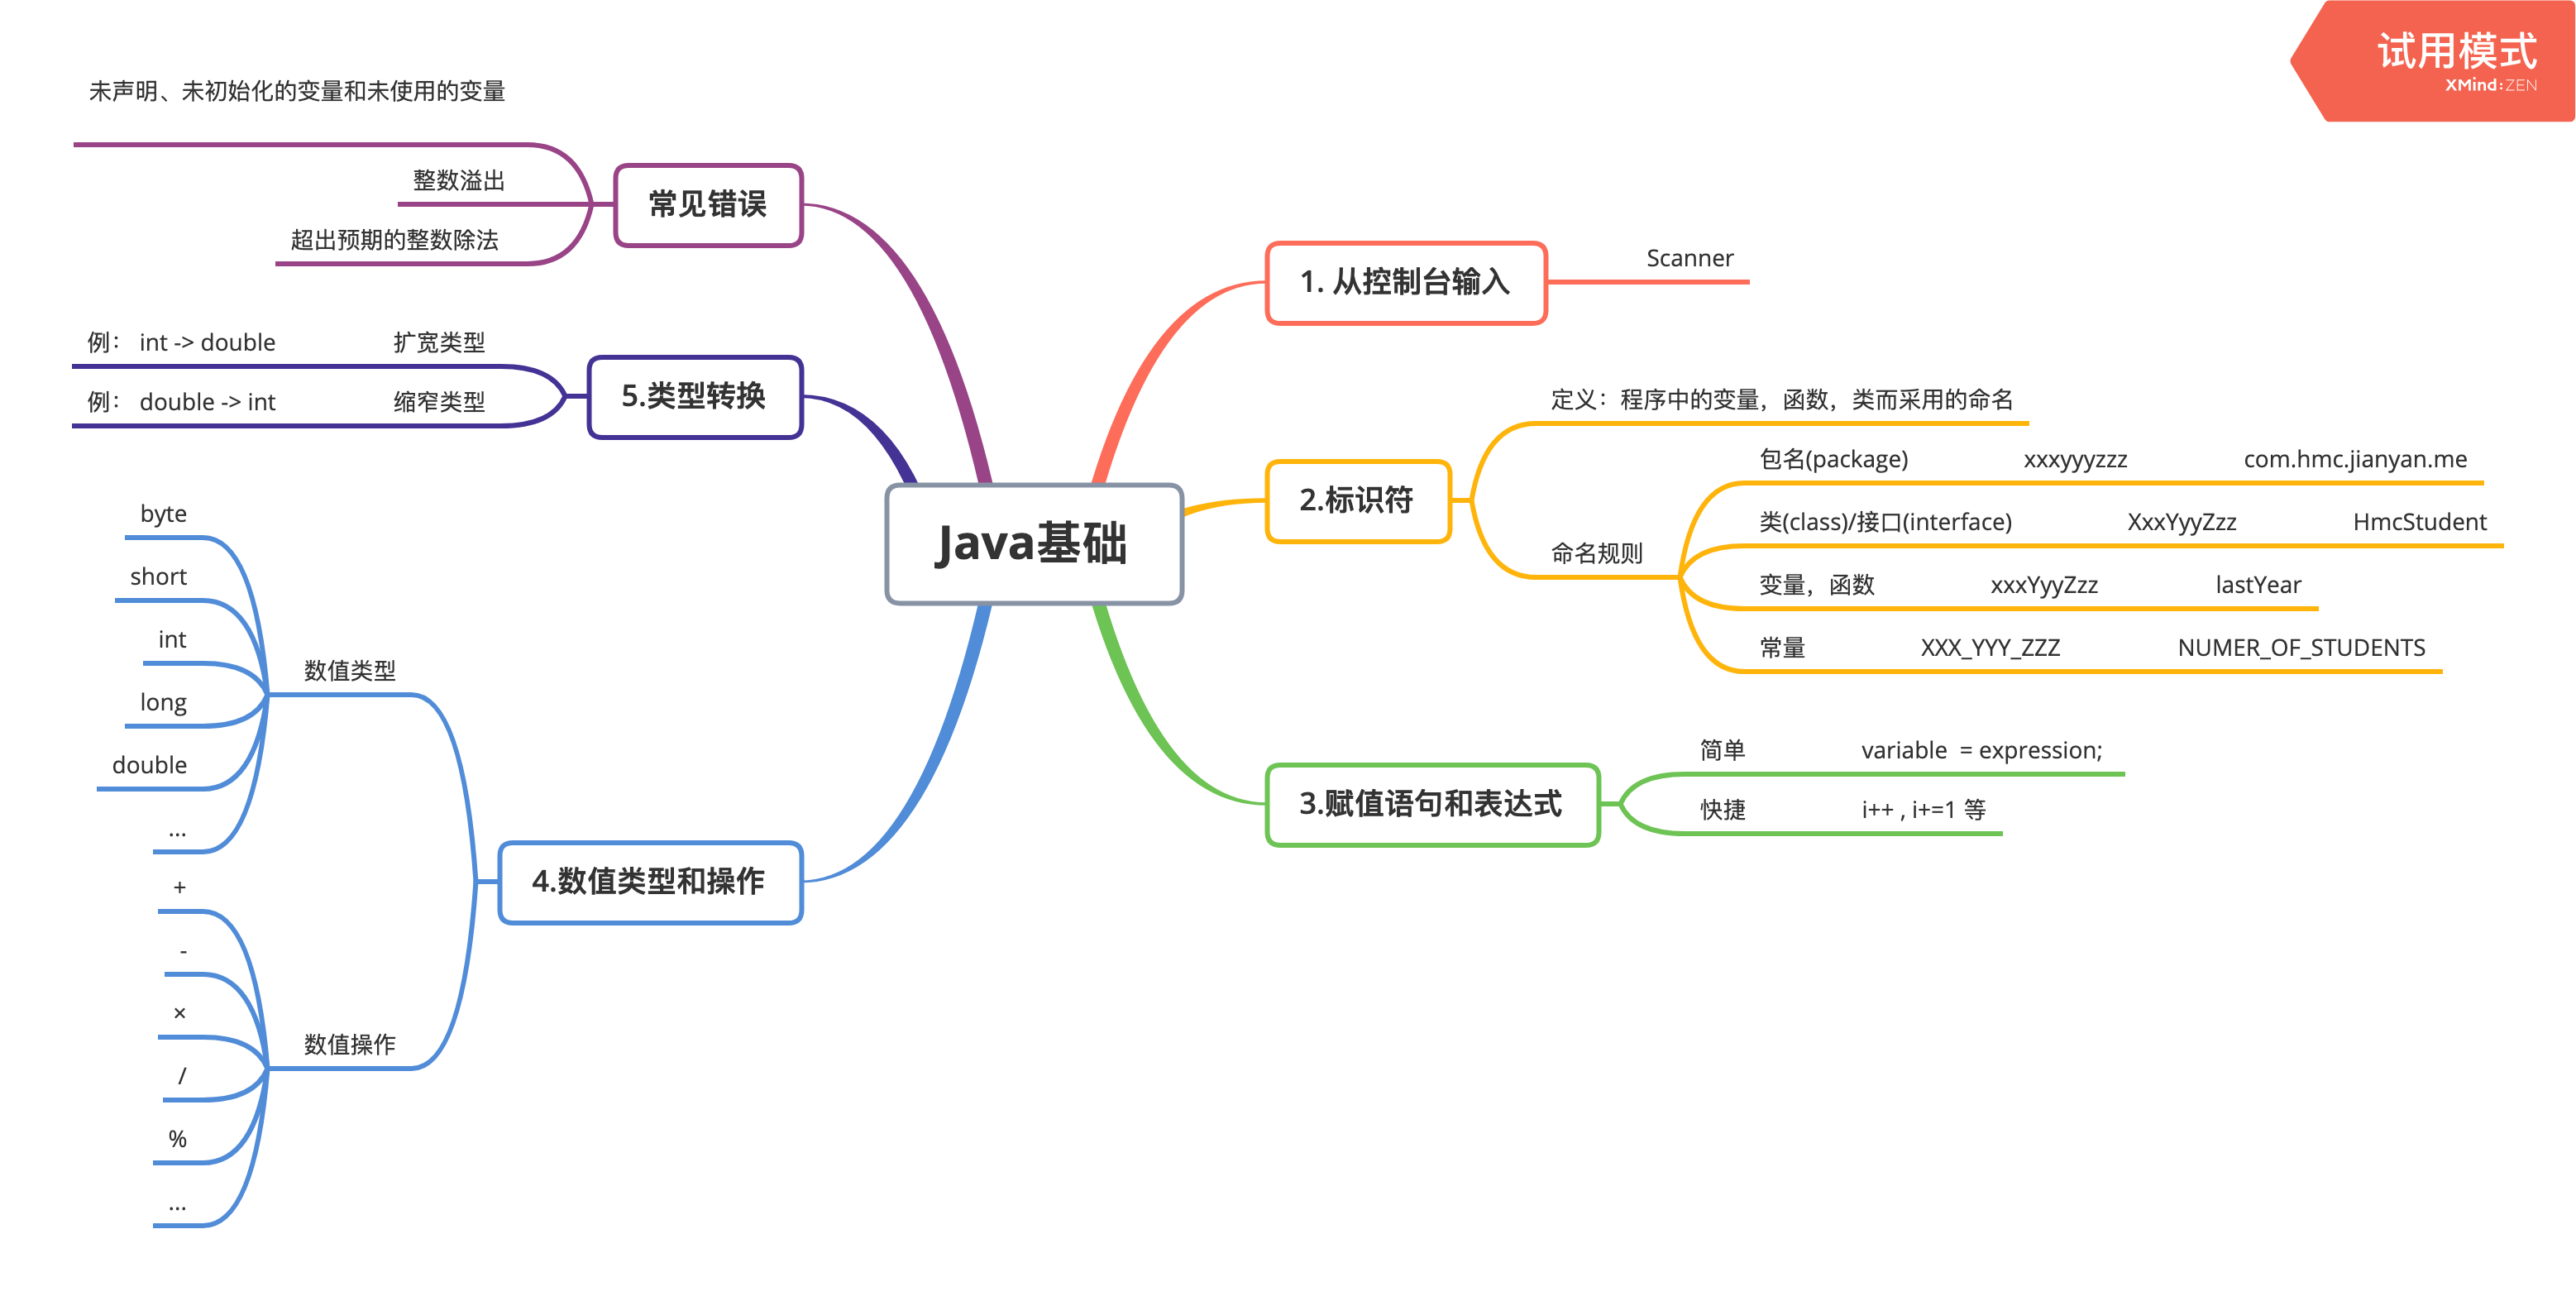 试用模式
XMind:ZEN
Java基础
1. 从控制台输入
Scanner
2.标识符
定义：程序中的变量，函数，类而采用的命名
命名规则
包名(package) xxxyyyzzz com.hmc.jianyan.me
类(class)/接口(interface) XxxYyyZzz HmcStudent
变量，函数 xxxYyyZzz lastYear
常量 XXX_YYY_ZZZ NUMER_OF_STUDENTS
3.赋值语句和表达式
简单 variable  = expression;
快捷 i++ , i+=1 等
4.数值类型和操作
数值类型
byte
short
int
long
double
...
数值操作
+
-
×
/
%
...
5.类型转换
扩宽类型 例： int -> double
缩窄类型 例： double -> int
常见错误
未声明、未初始化的变量和未使用的变量
整数溢出
超出预期的整数除法